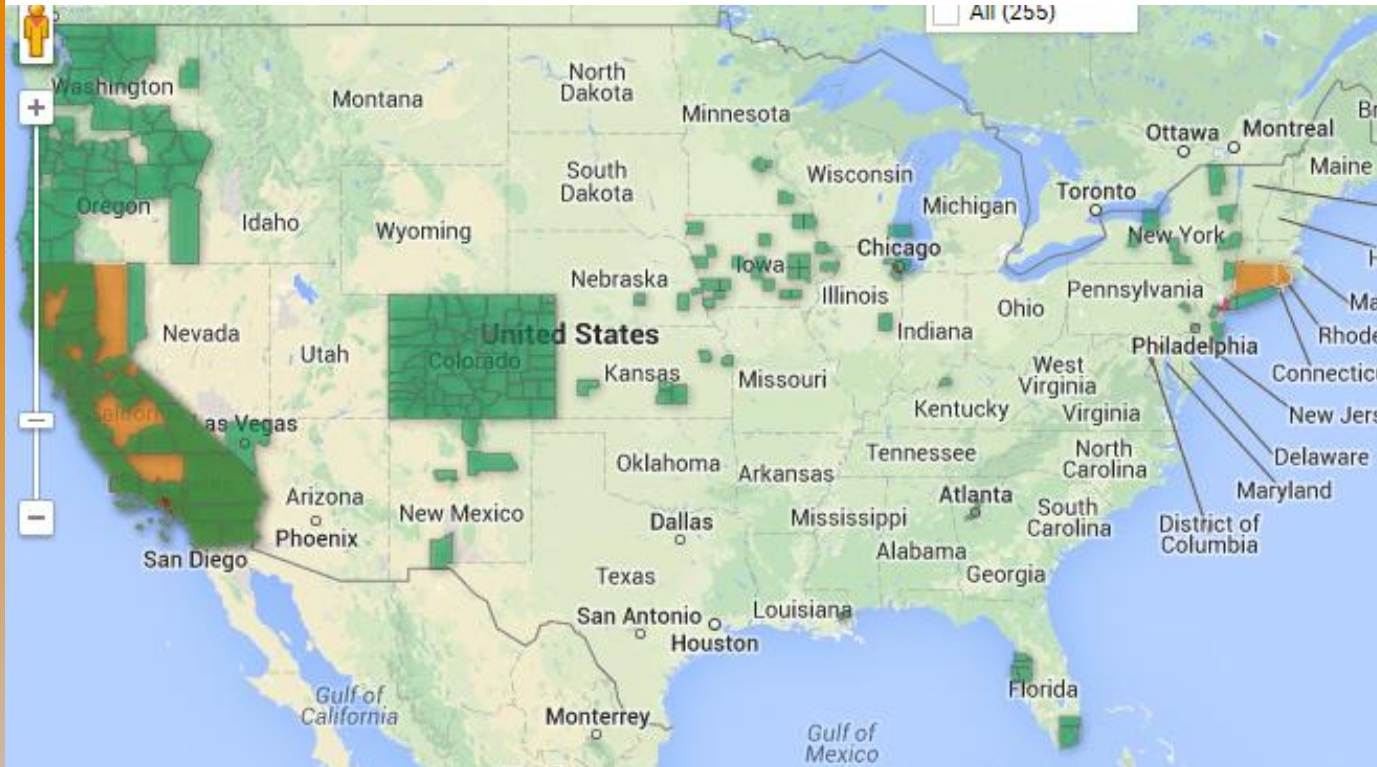 All (255)
Washington
Montana
North
Dakota
Minnesota
Ottawa
Montreal
Maine
South
Dakota
Wisconsin
Michigan
Toronto
Oregon
Idaho
Wyoming
New York
Chicago
Iowa
Nebraska
Illinois
Indiana
Ohio
Pennsylvania
Ma
Rhode
Nevada
Utah
United States
Colorado
Kansas
Missouri
West
Virginia
Philadelphia
Connecticu
Kentucky
Virginia
New Jers
Las Vegas
Oklahoma
Arkansas
Tennessee
North
Carolina
Delaware
Maryland
Arizona
Phoenix
New Mexico
Dallas
Mississippi
Atlanta
South
Carolina
District of
Columbia
San Diego
Alabama
Georgia
Texas
San Antonio
Houston
Louisiana
Florida
Gulf of
California
Monterrey
Gulf of
Mexico